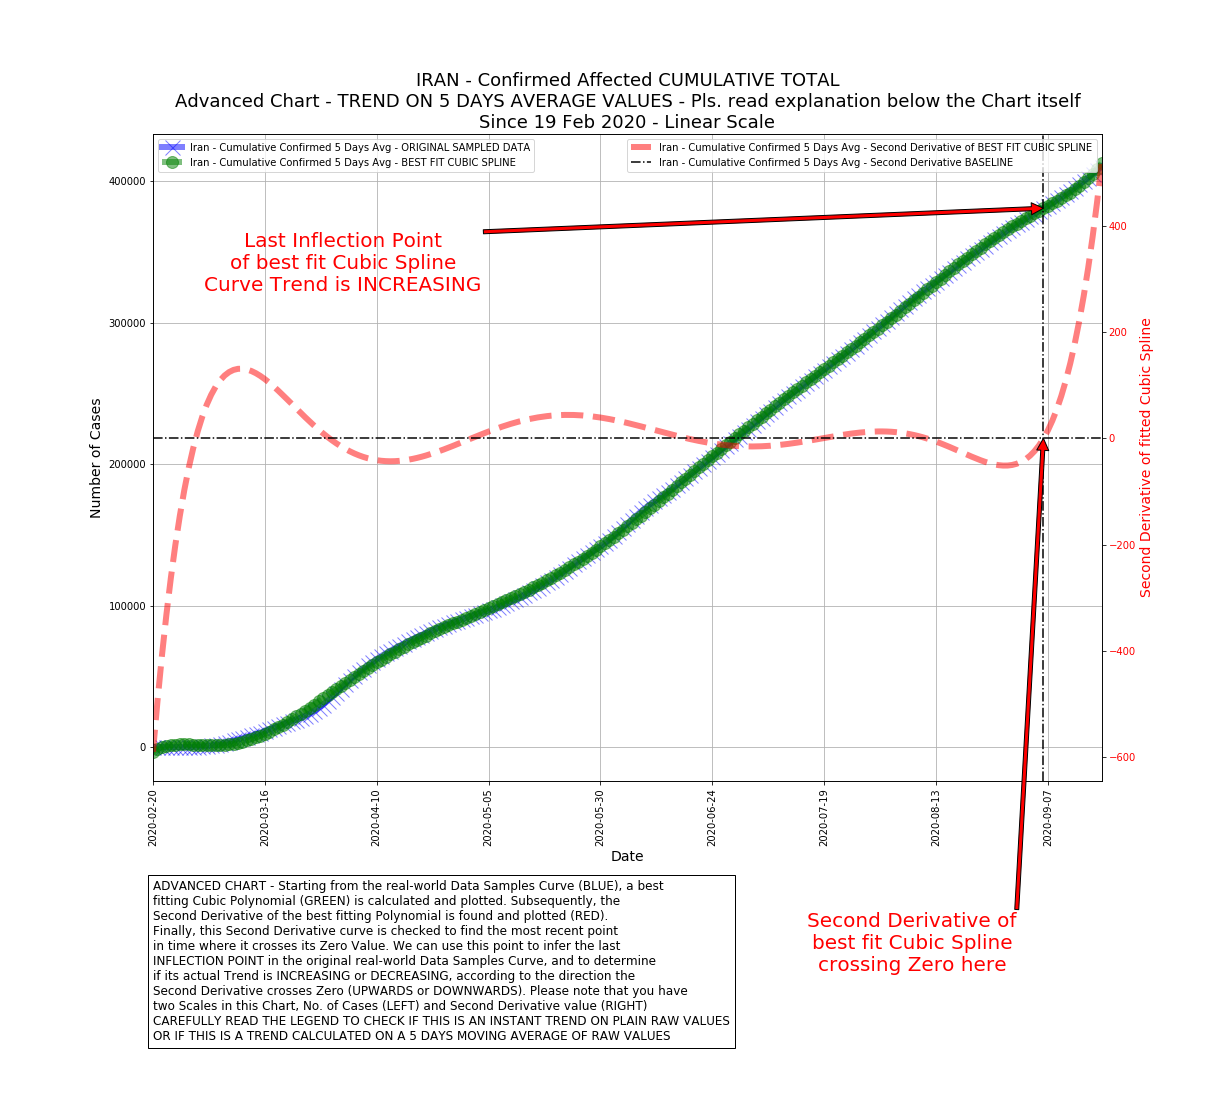 IRAN - Confirmed Affected CUMULATIVE TOTAL
Advanced Chart - TREND ON 5 DAYS AVERAGE VALUES - Pls. read explanation below the Chart itself
Since 19 Feb 2020 - Linear Scale
Iran - Cumulative Confirmed 5 Days Avg - ORIGINAL SAMPLED DATA
Iran - Cumulative Confirmed 5 Days Avg - BEST FIT CUBIC SPLINE
Iran - Cumulative Confirmed 5 Days Avg - Second Derivative of BEST FIT CUBIC SPLINE
Iran - Cumulative Confirmed 5 Days Avg - Second Derivative BASELINE
Last Inflection Point
of best fit Cubic Spline
Curve Trend is INCREASING
Number of Cases
400000
300000
200000
100000
0
Second Derivative of fitted Cubic Spline
400
200
0
−200
−400
−600
2020-02-20
2020-03-16
2020-04-10
2020-05-05
2020-05-30
2020-06-24
2020-07-19
2020-08-13
2020-09-07
Date
Second Derivative of
best fit Cubic Spline
crossing Zero here
ADVANCED CHART - Starting from the real-world Data Samples Curve (BLUE), a best
fitting Cubic Polynomial (GREEN) is calculated and plotted. Subsequently, the
Second Derivative of the best fitting Polynomial is found and plotted (RED).
Finally, this Second Derivative curve is checked to find the most recent point
in time where it crosses its Zero Value. We can use this point to infer the last
INFLECTION POINT in the original real-world Data Samples Curve, and to determine
if its actual Trend is INCREASING or DECREASING, according to the direction the
Second Derivative crosses Zero (UPWARDS or DOWNWARDS). Please note that you have
two Scales in this Chart, No. of Cases (LEFT) and Second Derivative value (RIGHT)
CAREFULLY READ THE LEGEND TO CHECK IF THIS IS AN INSTANT TREND ON PLAIN RAW VALUES
OR IF THIS IS A TREND CALCULATED ON A 5 DAYS MOVING AVERAGE OF RAW VALUES